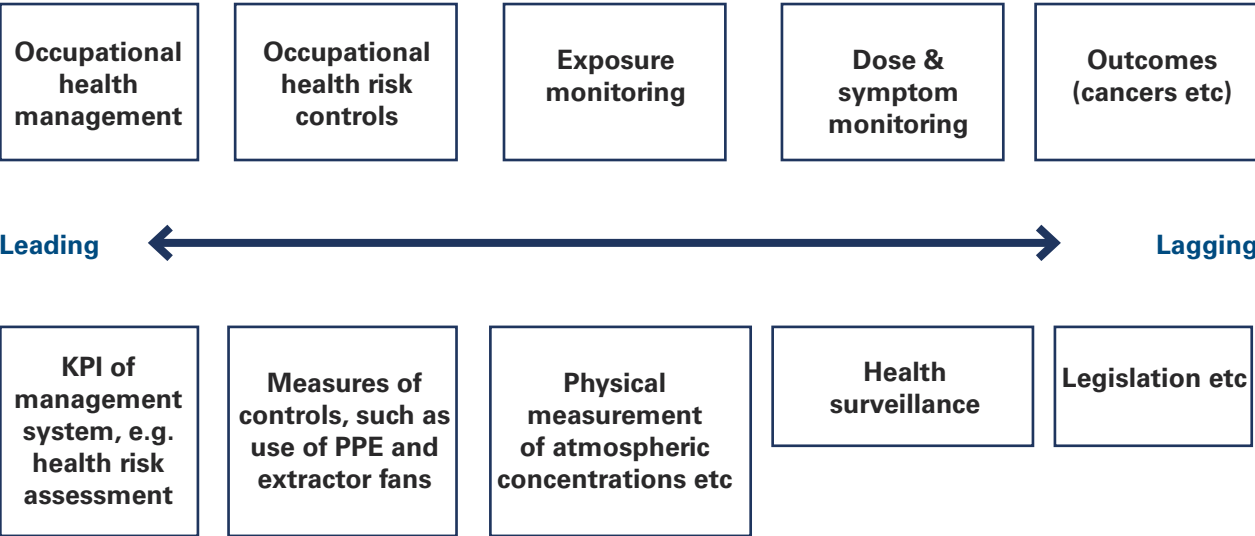 Occupational
health
management
Occupational
health risk
controls
Exposure
monitoring
Dose &
symptom
monitoring
Outcomes
(cancers etc)
Leading
Lagging
KPI of
management
system, e.g.
health risk
assessment
Measures of
controls, such as
use of PPE and
extractor fans
Physical
measurement
of atmospheric
concentrations etc
Health
surveillance
Legislation etc